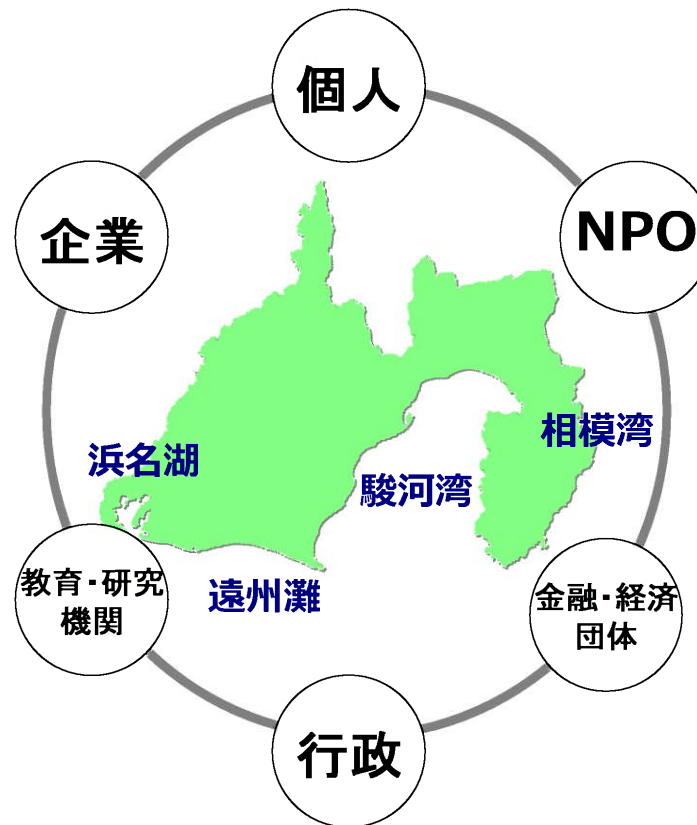 個人
企業
NPO
相模湾
浜名湖
駿河湾
教育・研究
機関
遠州灘
金融・経済
団体
行政